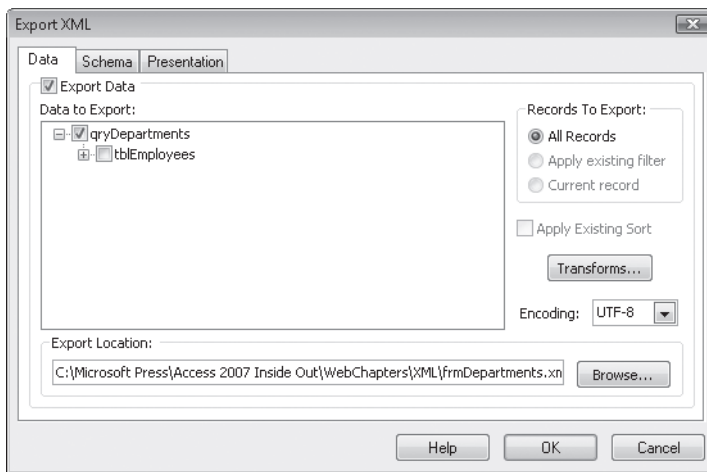 Export XML
Data Schema Presentation
Export Data
Data to Export:
qryDepartments
tblEmployees
Records To Export:
All Records
Apply existing filter
Current record
Apply Existing Sort
Transforms...
Encoding: UTF-8
Export Location:
C:\Microsoft Press\Access 2007 Inside Out\WebChapters\XML\frmDepartments.xn
Browse...
Help OK Cancel